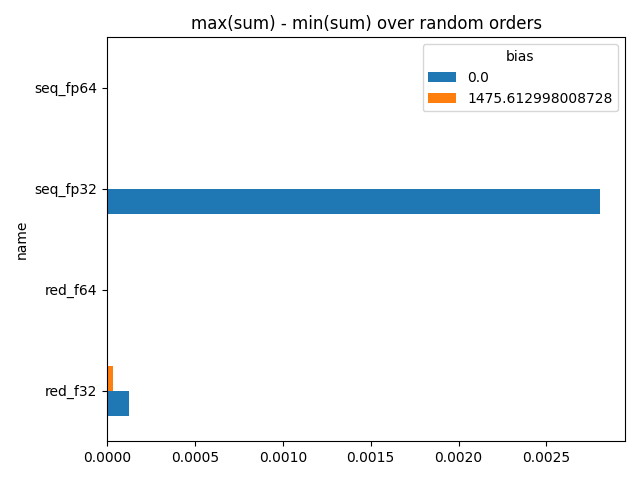 max(sum) - min(sum) over random orders
bias
0.0
1475.612998008728
seq_fp64
seq_fp32
red_f64
red_f32
name
0.0000 0.0005 0.0010 0.0015 0.0020 0.0025